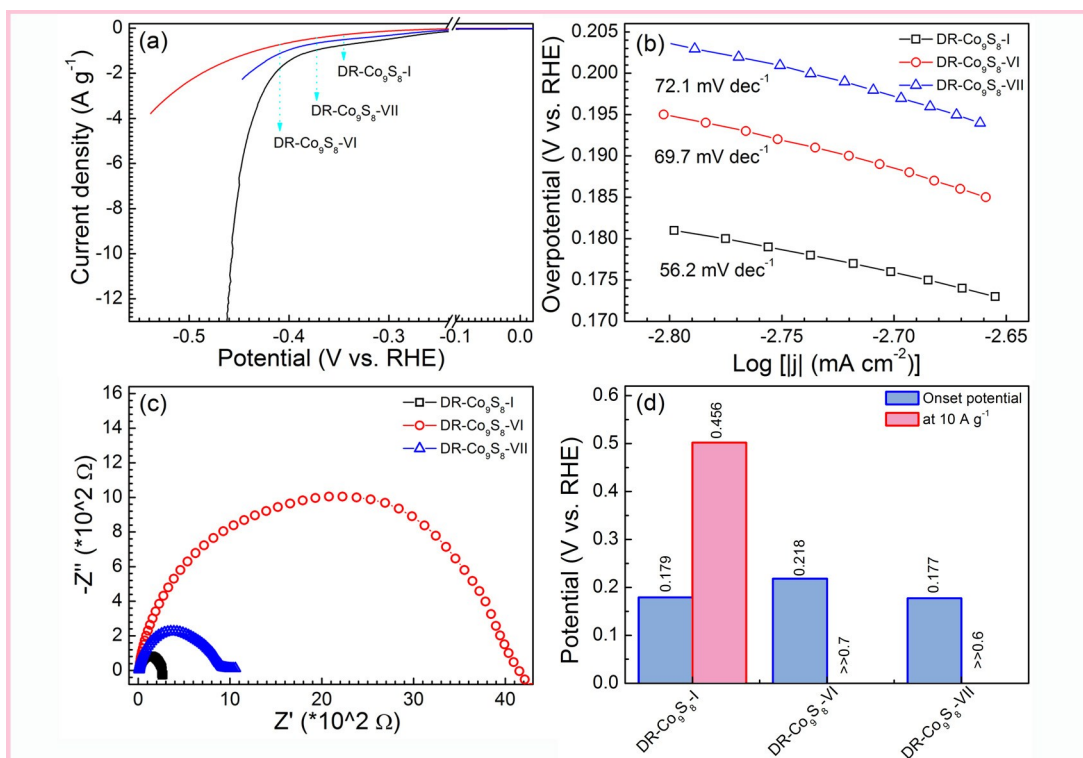 (a)
Current density (A g⁻¹)
0
-2
-4
-6
-8
-10
-12
DR-Co₉S₈-I
DR-Co₉S₈-VII
DR-Co₉S₈-VI
-0.5 -0.4 -0.3 -0.2 0.0
Potential (V vs. RHE)
(b)
Overpotential (V vs. RHE)
0.205
0.200
0.195
0.190
0.185
0.180
0.175
0.170
DR-Co₉S₈-I
DR-Co₉S₈-VI
DR-Co₉S₈-VII
72.1 mV dec⁻¹
69.7 mV dec⁻¹
56.2 mV dec⁻¹
-2.80 -2.75 -2.70 -2.65
Log [|j| (mA cm⁻²)]
(c)
-Z" (*10^2 Ω)
16
14
12
10
8
6
4
2
0
DR-Co₉S₈-I
DR-Co₉S₈-VI
DR-Co₉S₈-VII
0 10 20 30 40
Z' (*10^2 Ω)
(d)
Potential (V vs. RHE)
0.6
0.5
0.4
0.3
0.2
0.1
0.0
Onset potential
at 10 A g⁻¹
0.179
0.456
0.218
>>0.7
0.177
>>0.6
DR-Co₉S₈-I
DR-Co₉S₈-VI
DR-Co₉S₈-VII